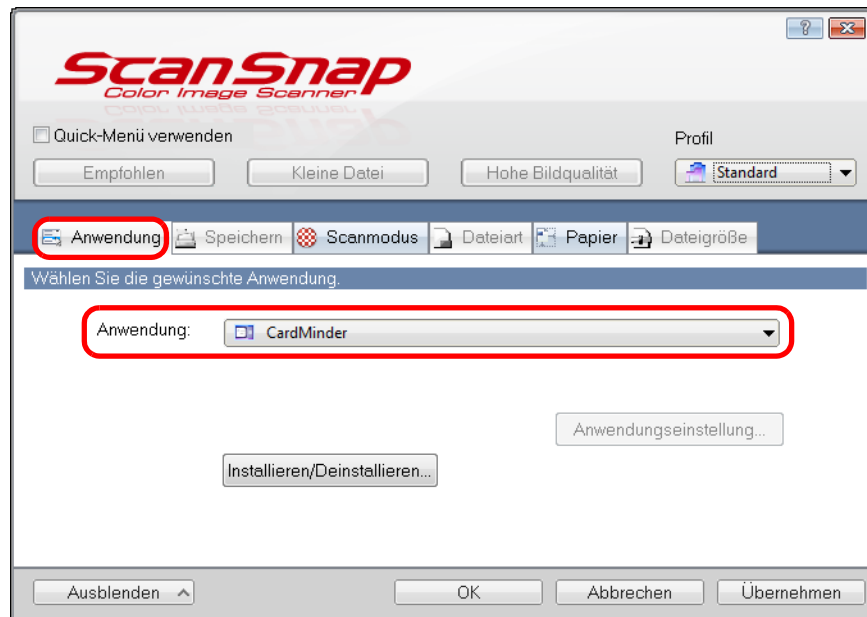 ScanSnap
Color Image Scanner
Quick-Menü verwenden
Profil
Empfohlen Kleine Datei Hohe Bildqualität Standard
Anwendung Speichern Scanmodus Dateiart Papier Dateigröße
Wählen Sie die gewünschte Anwendung.
Anwendung: CardMinder
Anwendungseinstellung...
Installieren/Deinstallieren...
Ausblenden OK Abbrechen Übernehmen